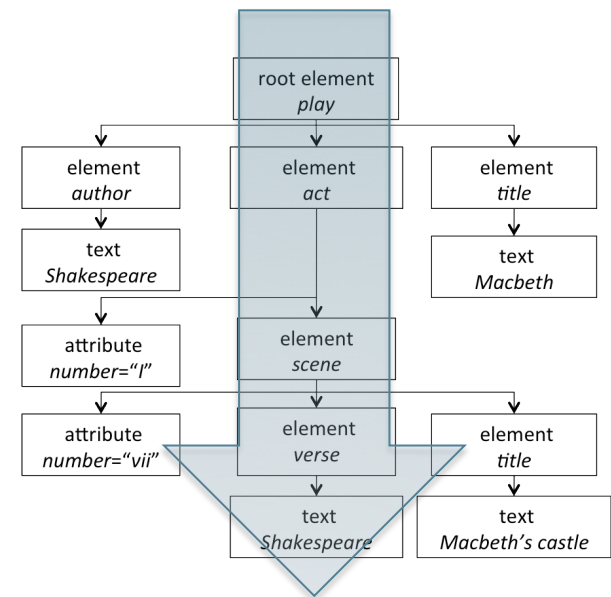 root element
play
element
author
element
act
element
title
text
Shakespeare
text
Macbeth
attribute
number=“I”
element
scene
attribute
number=“vii”
element
verse
element
title
text
Shakespeare
text
Macbeth’s castle